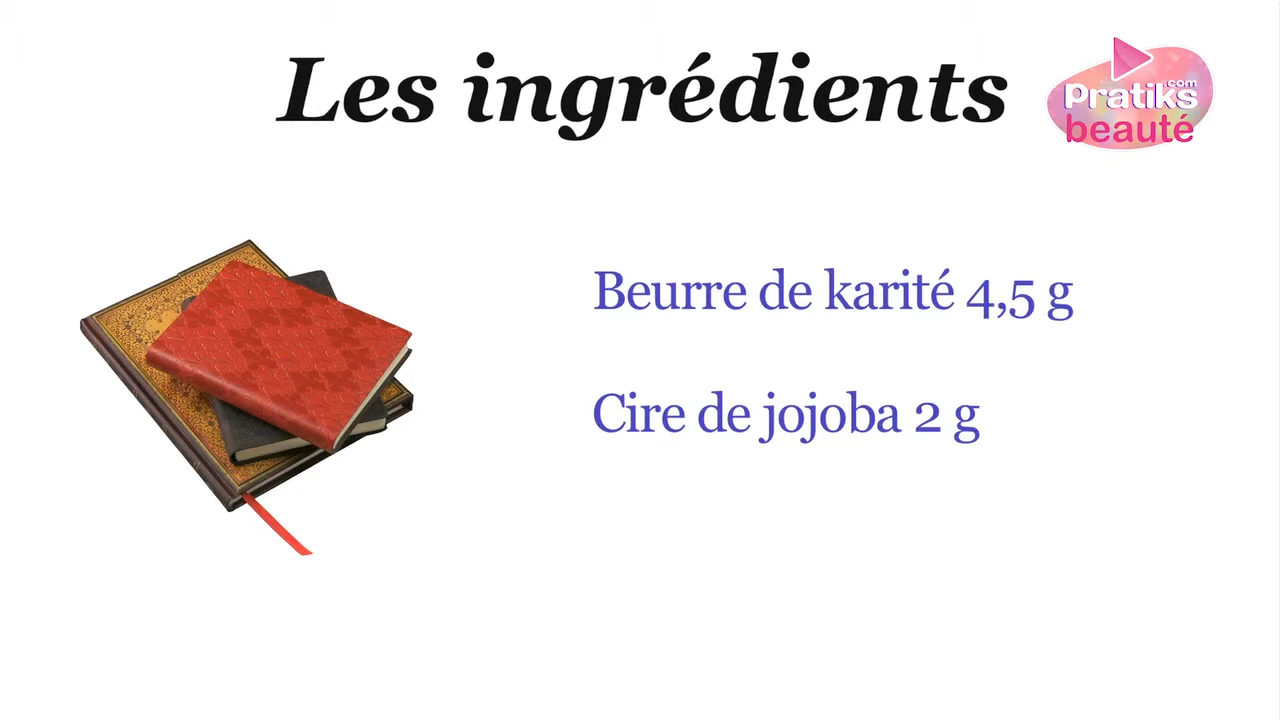 Les ingrédients
Pratiks.com
beauté
Beurre de karité 4,5 g
Cire de jojoba 2 g